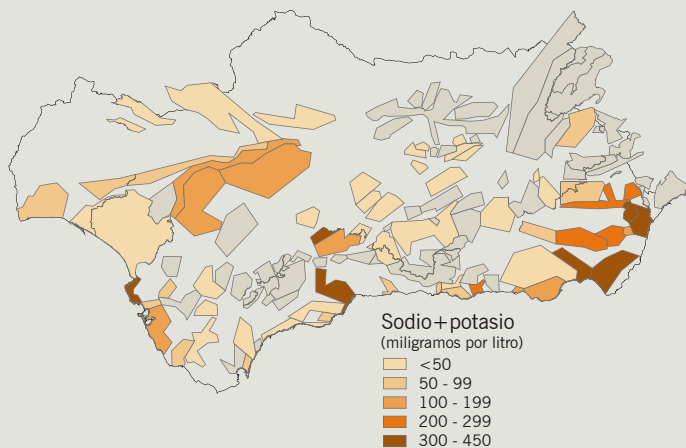 Sodio+potasio
(miligramos por litro)
<50
50 - 99
100 - 199
200 - 299
300 - 450